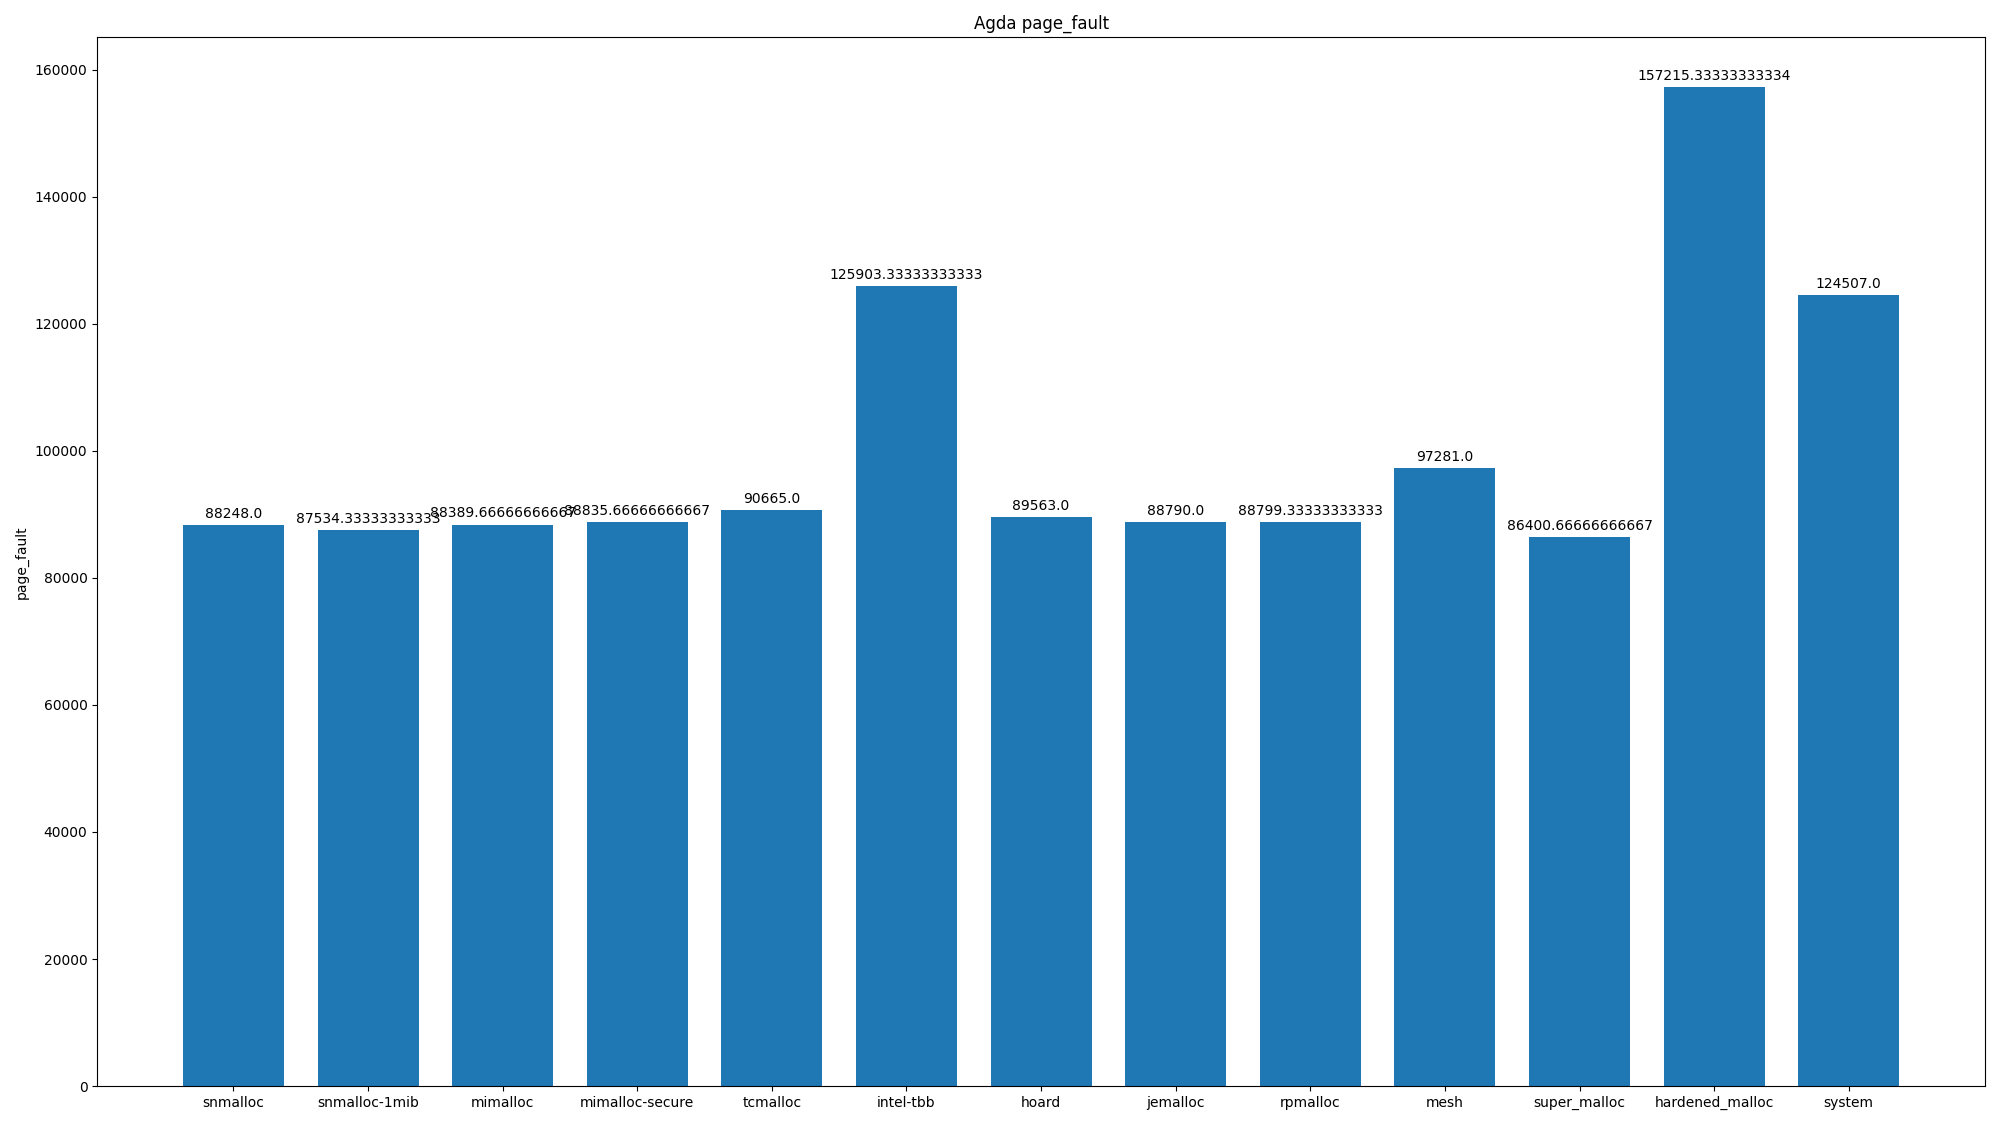 Agda page_fault
160000
140000
120000
100000
80000
60000
40000
20000
0
page_fault
88248.0
87534.33333333333
88389.66666666667
88835.66666666667
90665.0
125903.33333333333
89563.0
88790.0
88799.33333333333
97281.0
86400.66666666667
157215.33333333334
124507.0
snmalloc
snmalloc-1mib
mimalloc
mimalloc-secure
tcmalloc
intel-tbb
hoard
jemalloc
rpmalloc
mesh
super_malloc
hardened_malloc
system